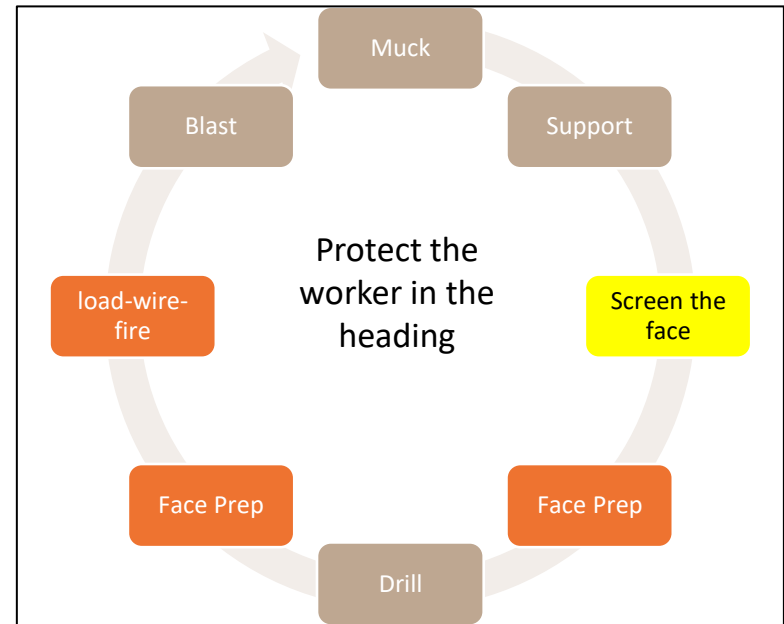 Muck
Blast
Support
Protect the
worker in the
heading
load-wire-
fire
Screen the
face
Face Prep
Face Prep
Drill